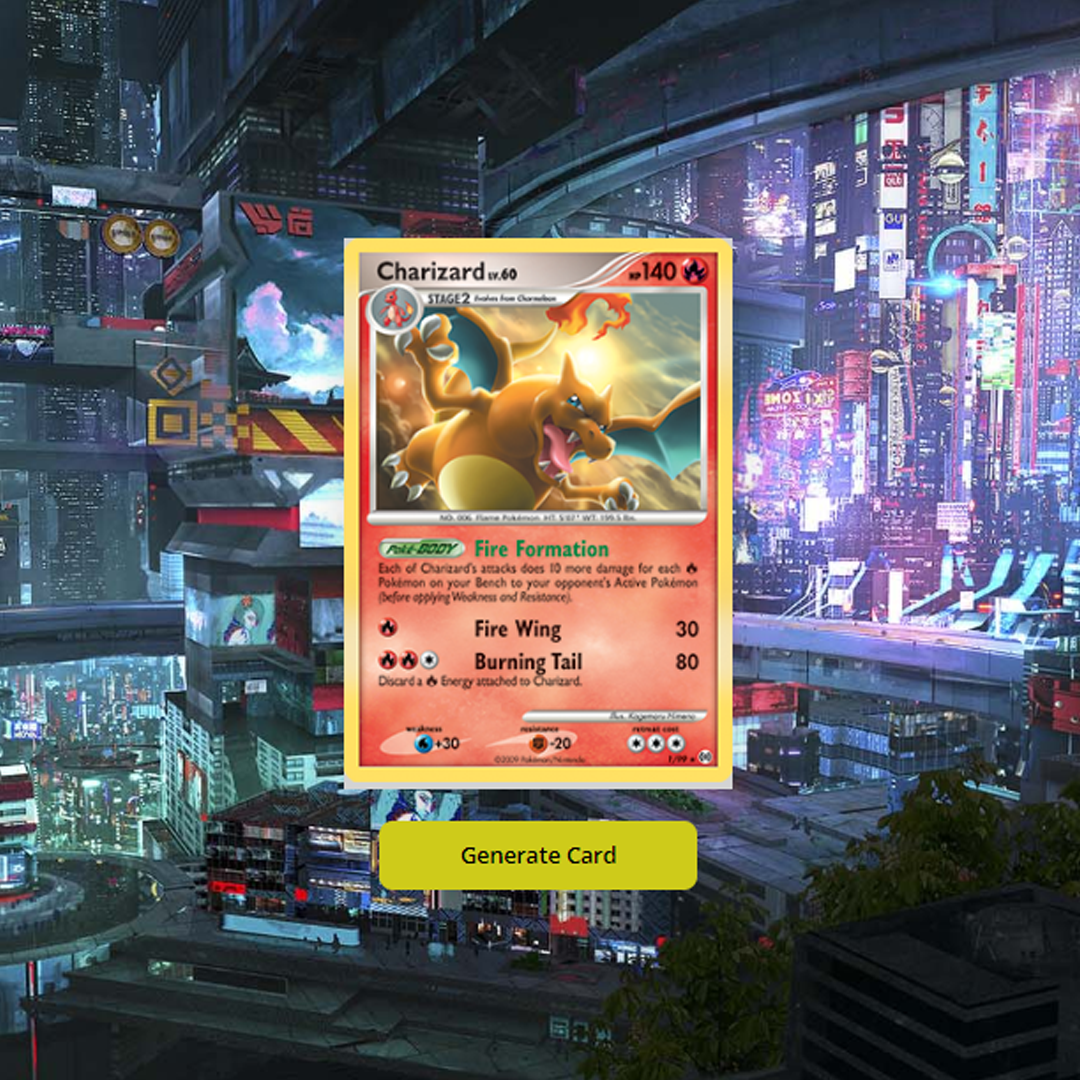 Charizard LV.60
HP 140
STAGE2 Evolves from Charmeleon
NO. 006 Flame Pokémon HT: 5'07" WT: 199.5 lbs.
Poké-BODY Fire Formation
Each of Charizard's attacks does 10 more damage for each
Pokémon on your Bench to your opponent's Active Pokémon
(before applying Weakness and Resistance).
Fire Wing 30
Burning Tail 80
Discard a Energy attached to Charizard.
Illus. Kagemaru Himeno
weakness resistance retreat cost
+30 -20
©2009 Pokémon/Nintendo 1/99
Generate Card